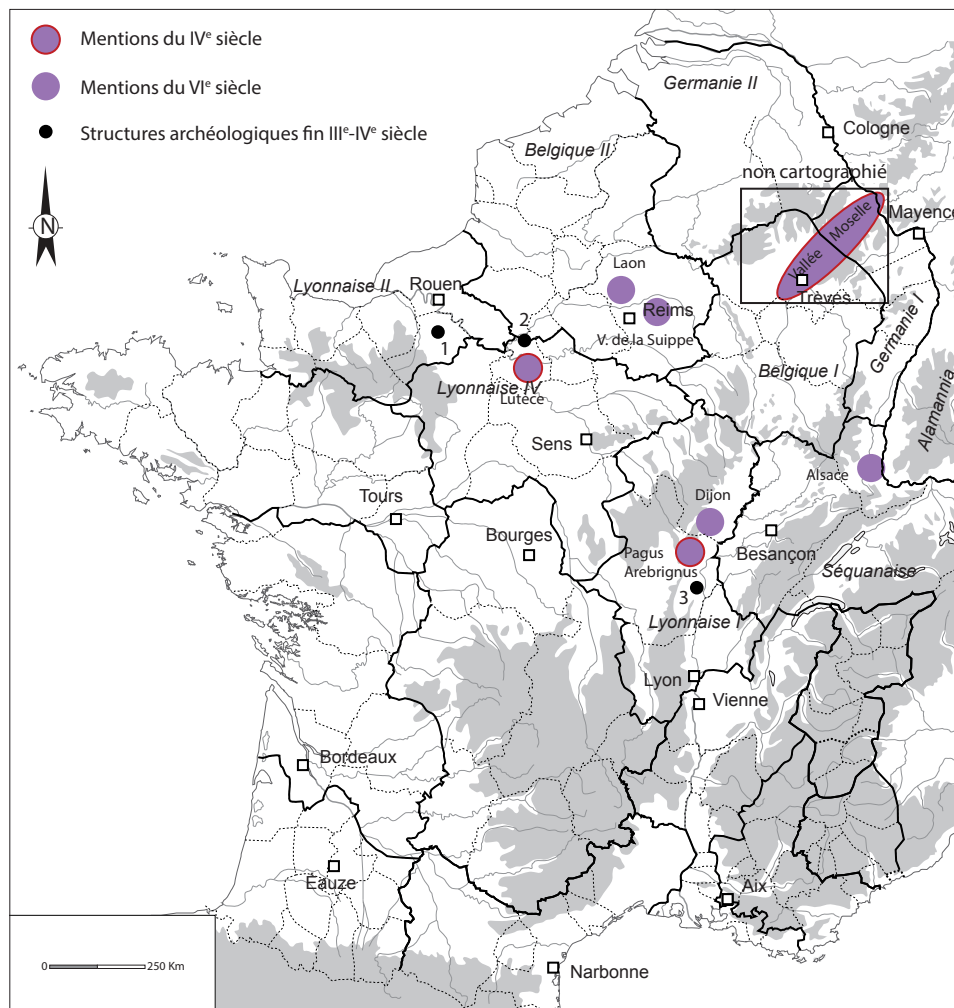 Mentions du IVe siècle
Mentions du VIe siècle
Structures archéologiques fin IIIe-IVe siècle
N
Germanie II
Cologne
Belgique II
non cartographié
Mayence
Vallée Moselle
Trèves
Laon
Lyonnaise II
Rouen
Reims
1
2
V. de la Suippe
Germanie I
Belgique I
Lyonnaise IV
Lutèce
Alamannia
Sens
Alsace
Tours
Dijon
Bourges
Besançon
Pagus
Arebrignus
Séquanaise
3
Lyonnaise I
Lyon
Vienne
Bordeaux
Éauze
Aix
Narbonne
0 250 Km